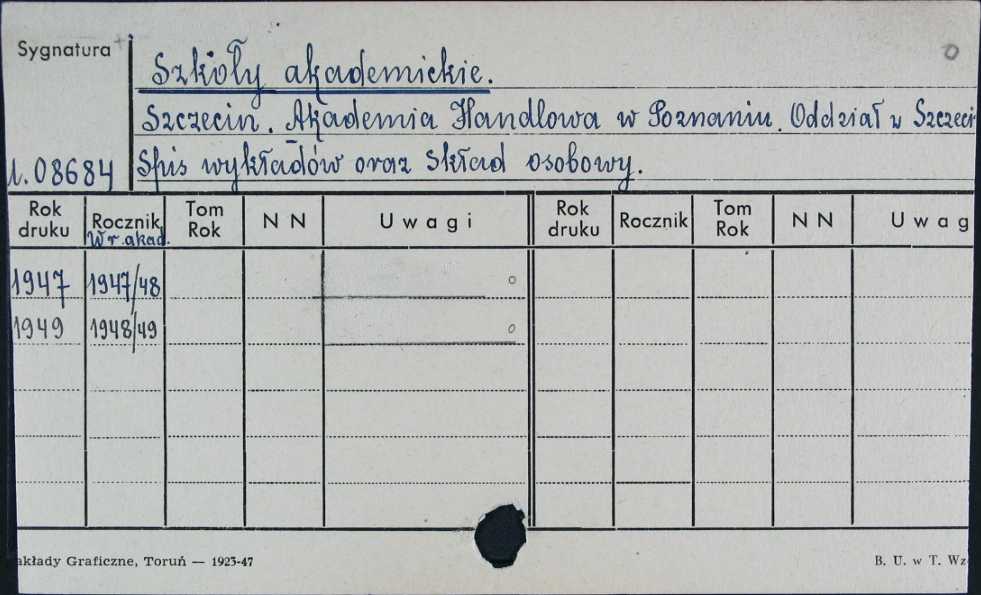 Sygnatura
Szkoły akademickie.
Szczecin. Akademia Handlowa w Poznaniu. Oddział w Szczeci
08684 Spis wykładów oraz skład osobowy.
Rok druku Rocznik W r. akad. Tom Rok N N Uwagi Rok druku Rocznik Tom Rok N N Uwag
1947 1947/48
1949 1948/49
akłady Graficzne, Toruń — 1923-47 B. U. w T. Wz